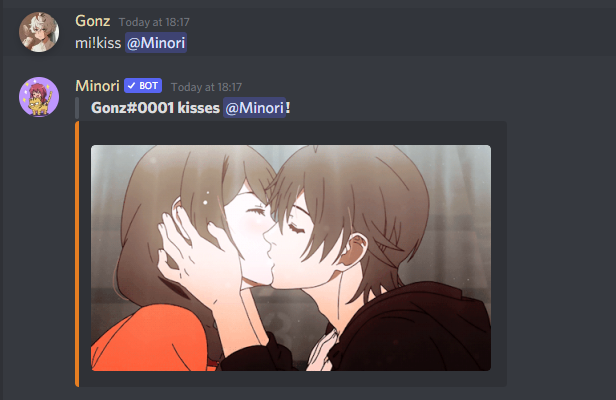 Gonz Today at 18:17
mi!kiss @Minori
Minori BOT Today at 18:17
Gonz#0001 kisses @Minori!